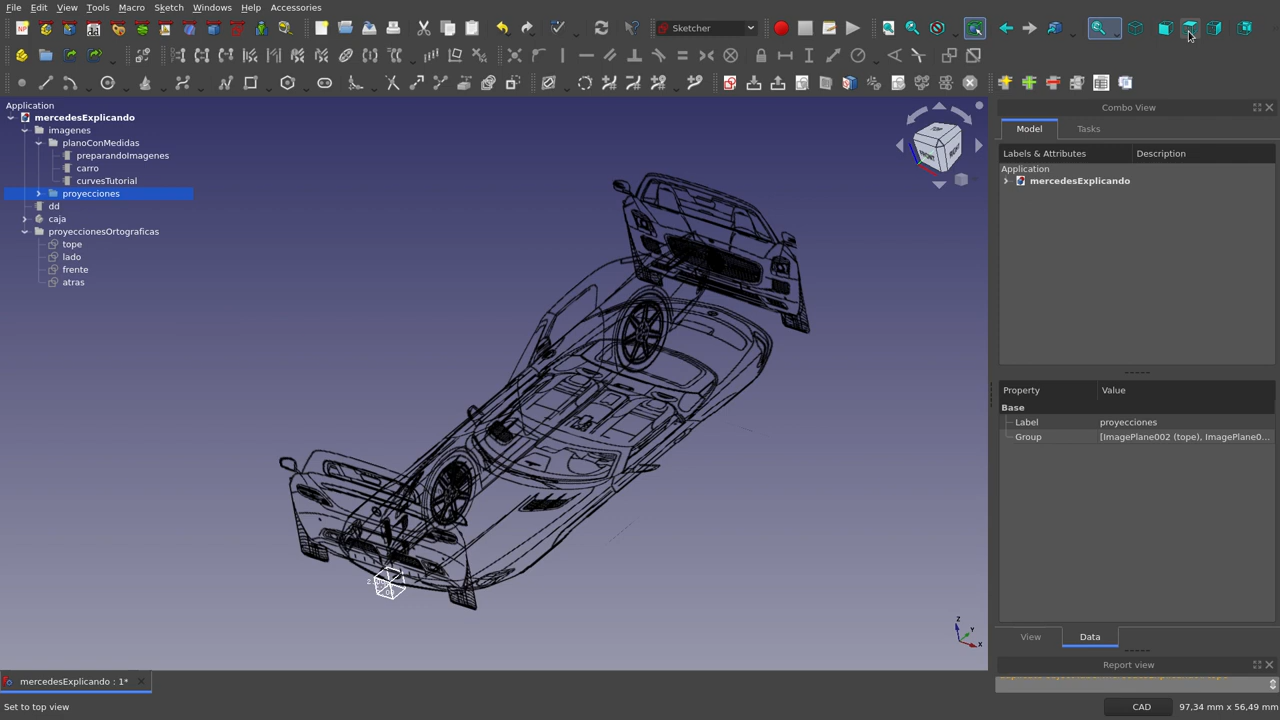 File Edit View Tools Macro Sketch Windows Help Accessories
Sketcher
Application
mercedesExplicando
imagenes
planoConMedidas
preparandoImagenes
carro
curvesTutorial
proyecciones
dd
caja
proyeccionesOrtograficas
tope
lado
frente
atras
TOP
FRONT
RIGHT
Combo View
Model Tasks
Labels & Attributes Description
Application
mercedesExplicando
Property Value
Base
Label proyecciones
Group [ImagePlane002 (tope), ImagePlane0...
View Data
Report view
Z
Y
X
mercedesExplicando : 1*
Set to top view
CAD 97,34 mm x 56,49 mm